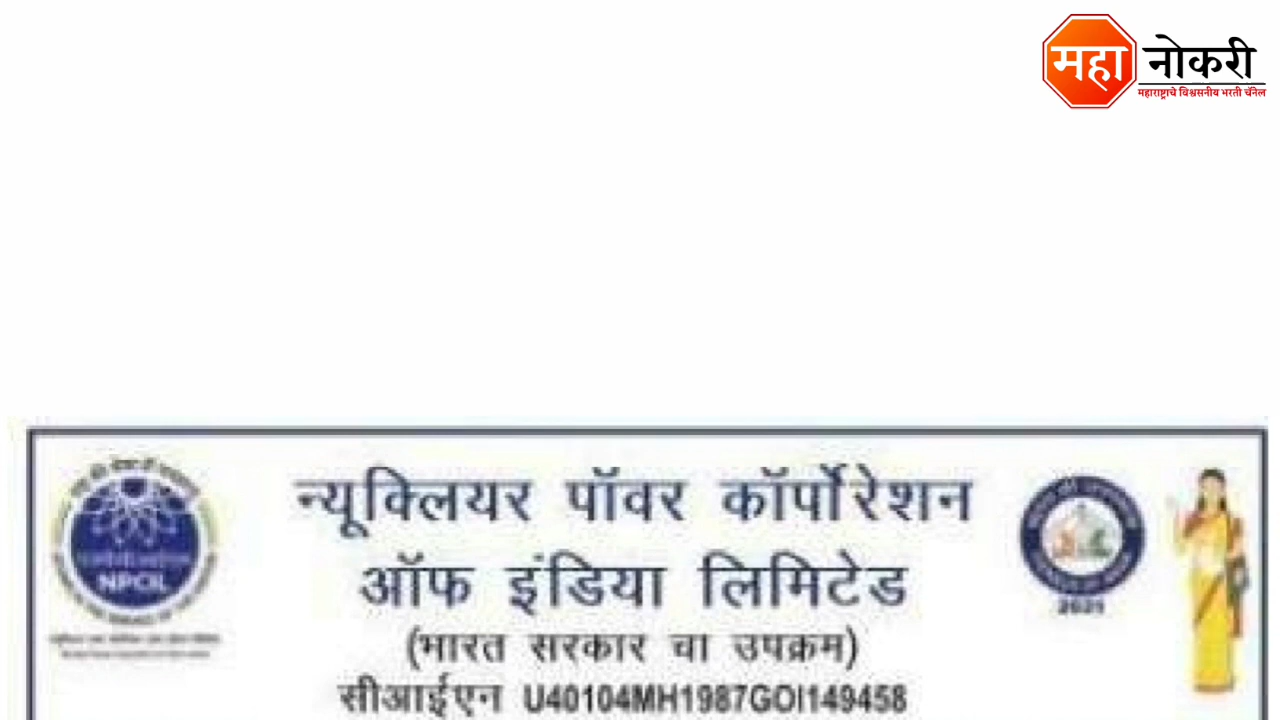 महा नोकरी
महाराष्ट्राचे विश्वसनीय भरती चॅनेल
न्यूक्लियर पॉवर कॉर्पोरेशन
ऑफ इंडिया लिमिटेड
(भारत सरकार चा उपक्रम)
सीआईएन U40104MH1987GOI149458
NPCIL
2021